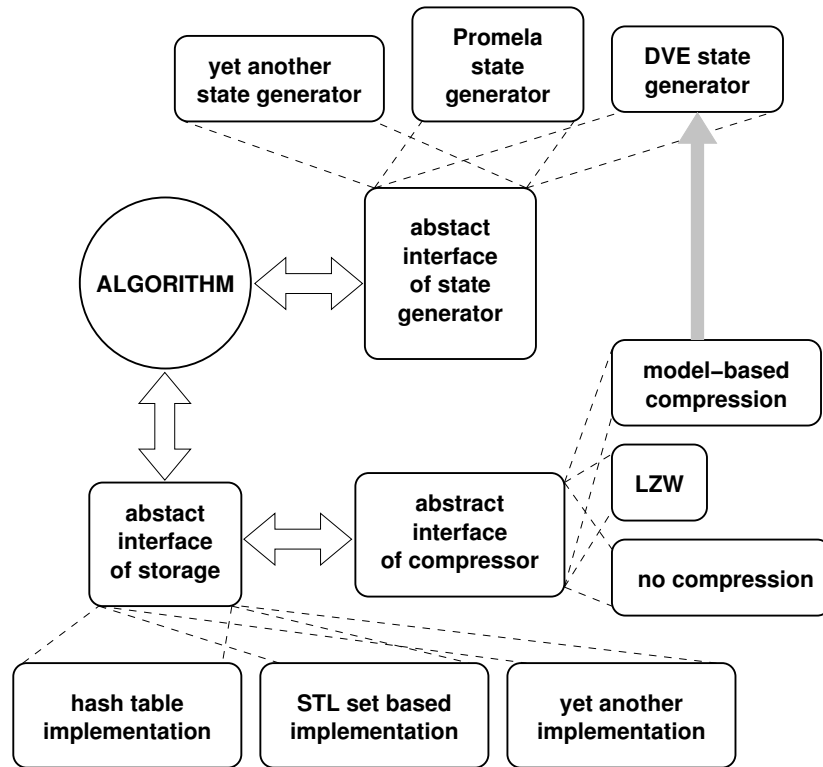 yet another
state generator
Promela
state
generator
DVE state
generator
ALGORITHM
abstact
interface
of state
generator
model−based
compression
LZW
no compression
abstact
interface
of storage
abstract
interface
of compressor
hash table
implementation
STL set based
implementation
yet another
implementation